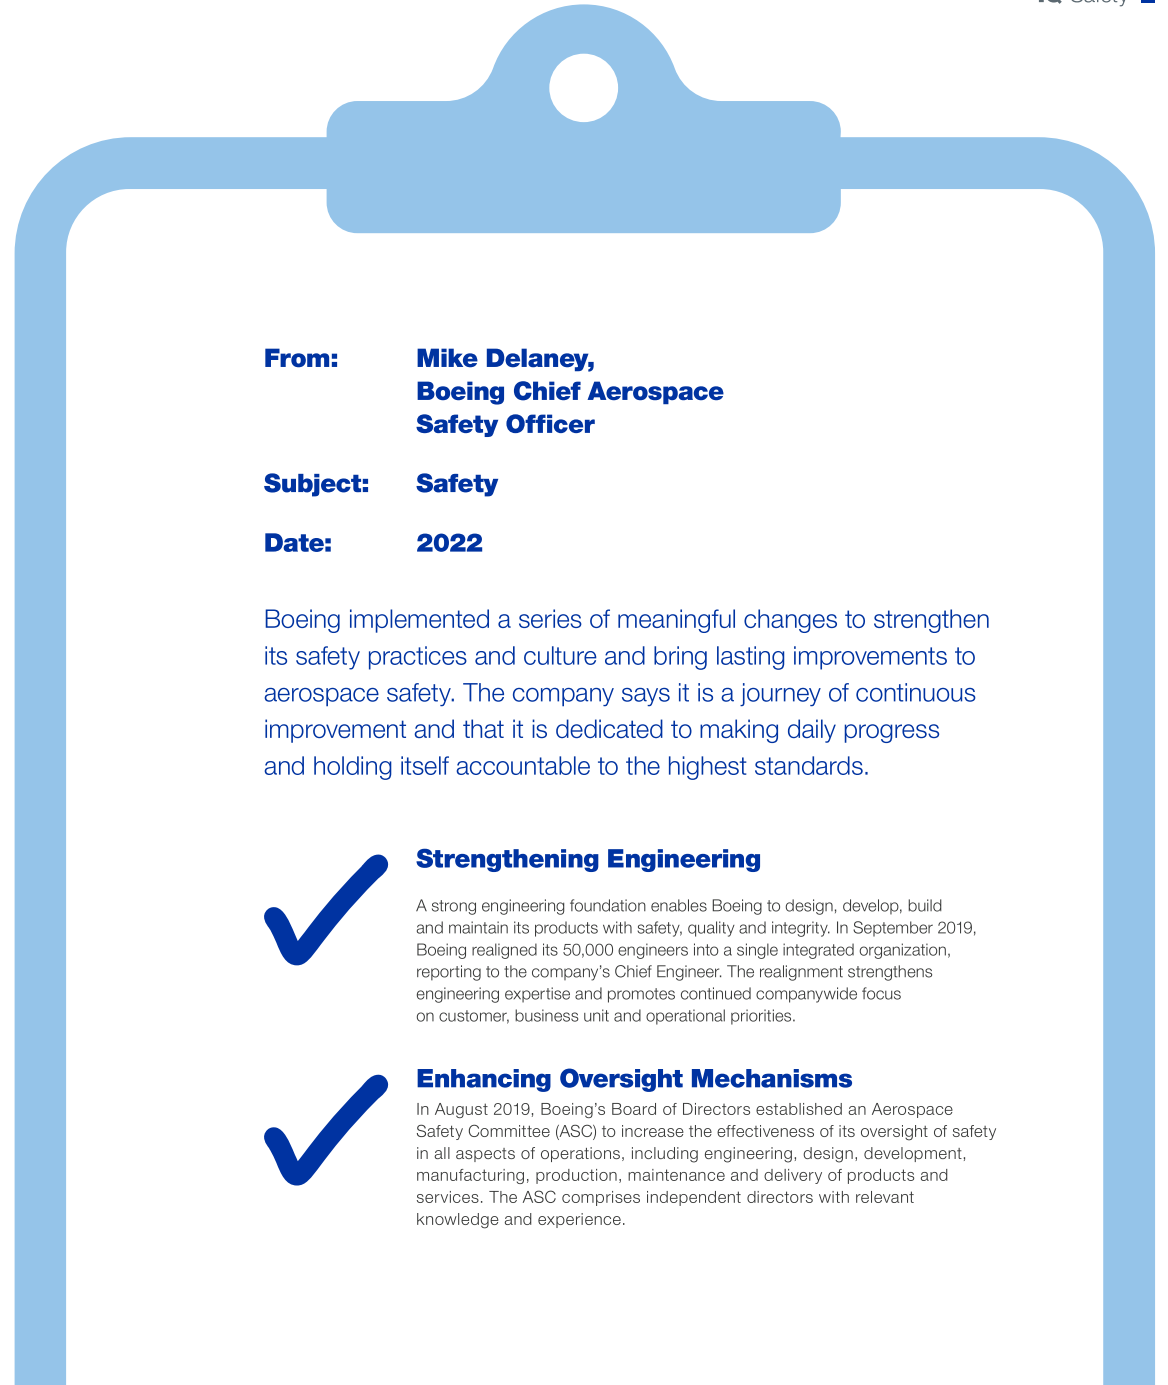 Safety
From: Mike Delaney,
Boeing Chief Aerospace
Safety Officer
Subject: Safety
Date: 2022
Boeing implemented a series of meaningful changes to strengthen
its safety practices and culture and bring lasting improvements to
aerospace safety. The company says it is a journey of continuous
improvement and that it is dedicated to making daily progress
and holding itself accountable to the highest standards.
Strengthening Engineering
A strong engineering foundation enables Boeing to design, develop, build
and maintain its products with safety, quality and integrity. In September 2019,
Boeing realigned its 50,000 engineers into a single integrated organization,
reporting to the company’s Chief Engineer. The realignment strengthens
engineering expertise and promotes continued companywide focus
on customer, business unit and operational priorities.
Enhancing Oversight Mechanisms
In August 2019, Boeing’s Board of Directors established an Aerospace
Safety Committee (ASC) to increase the effectiveness of its oversight of safety
in all aspects of operations, including engineering, design, development,
manufacturing, production, maintenance and delivery of products and
services. The ASC comprises independent directors with relevant
knowledge and experience.